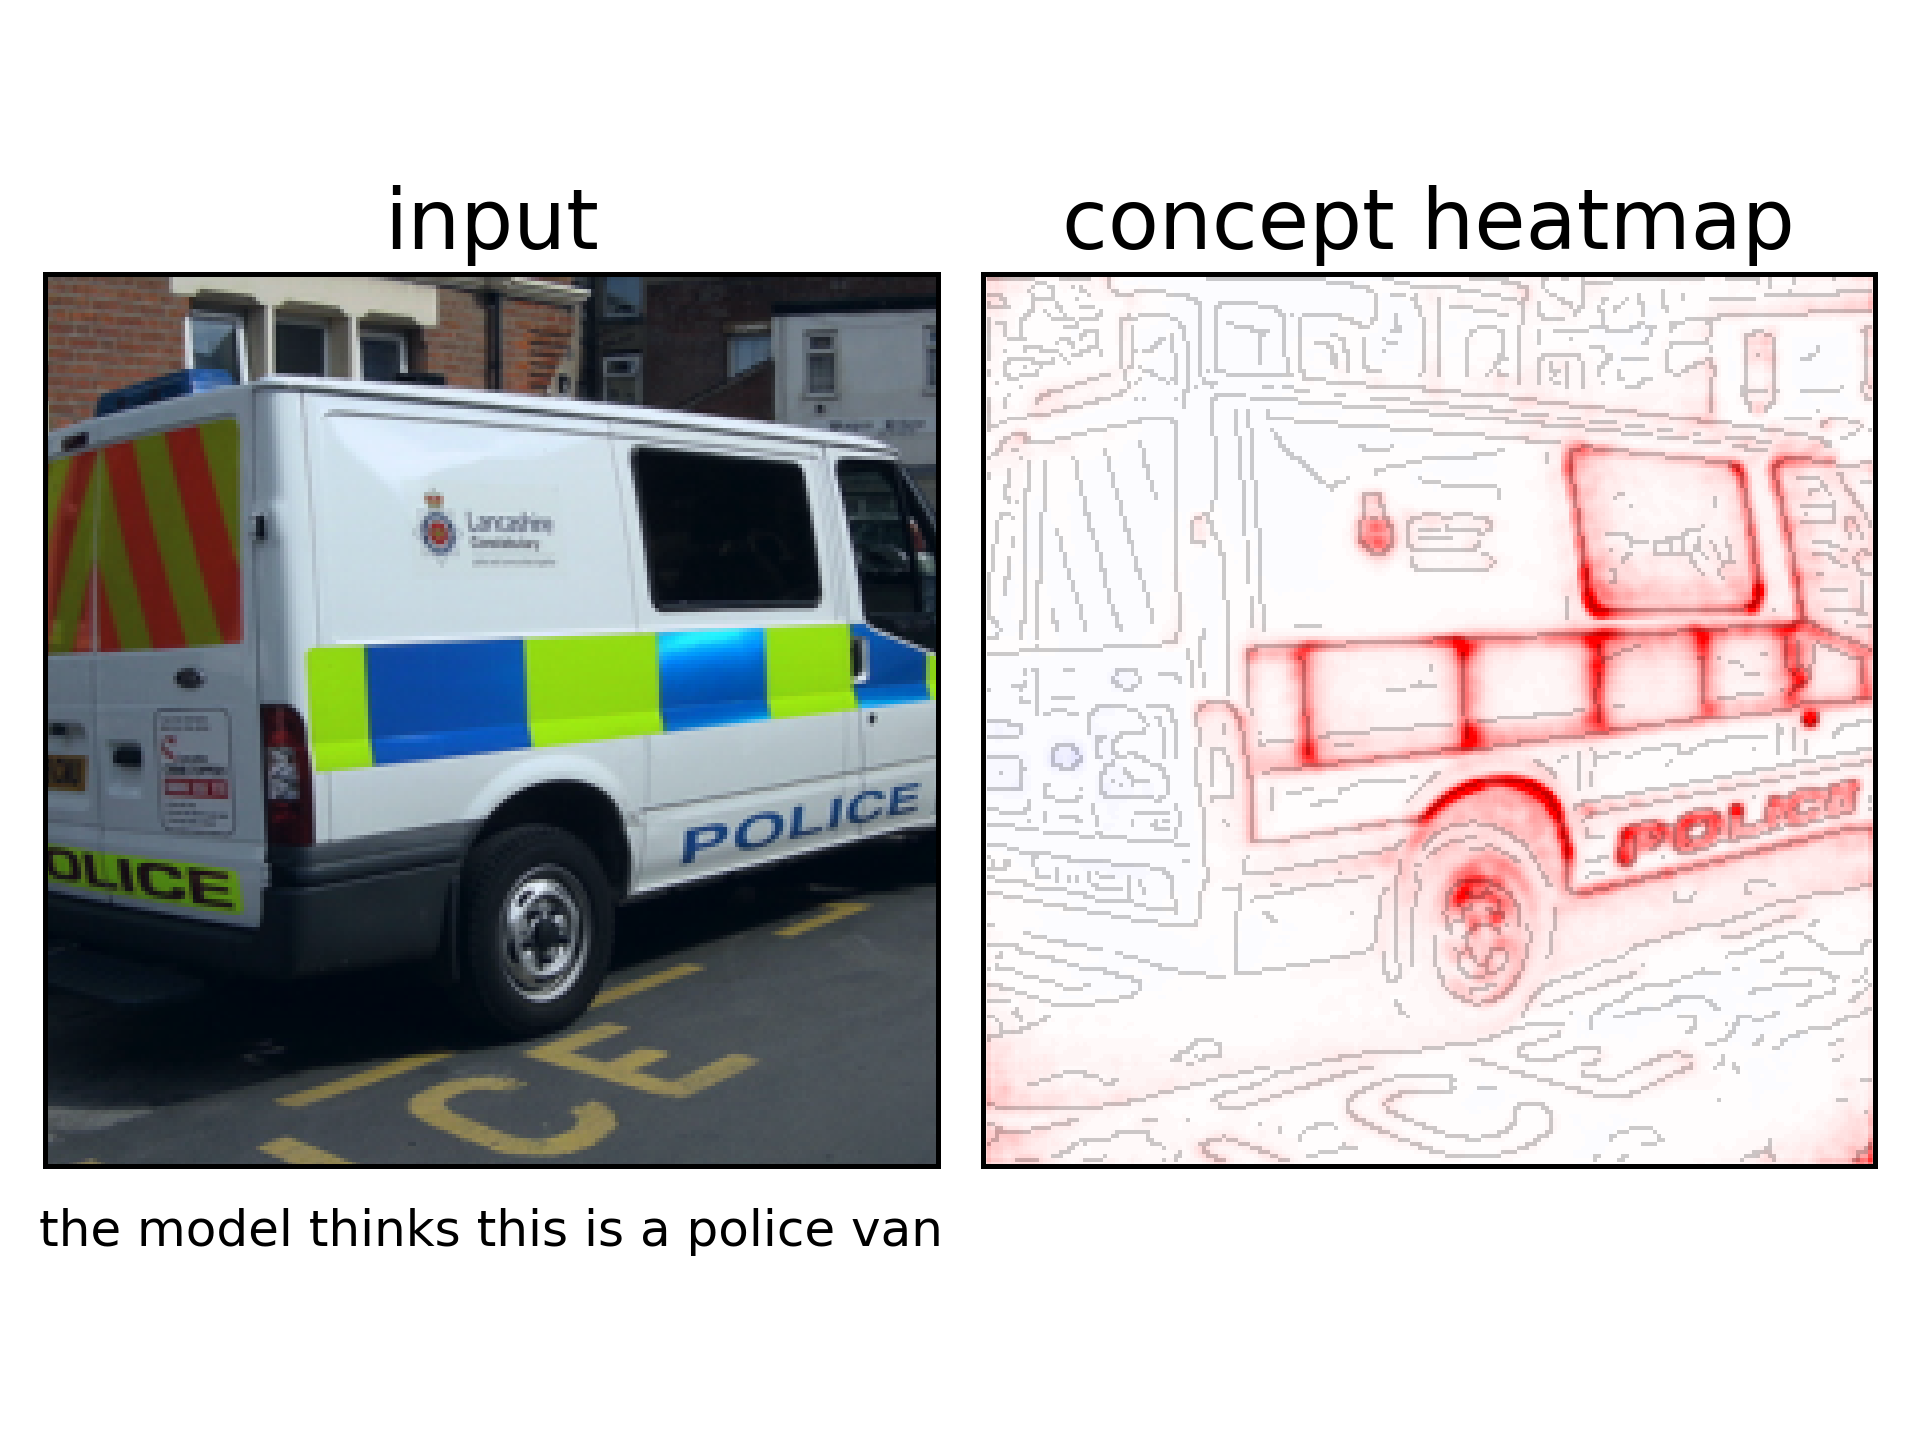 input
concept heatmap
Lancashire
Constabulary
POLICE
OLICE
ICE
POLICE
the model thinks this is a police van